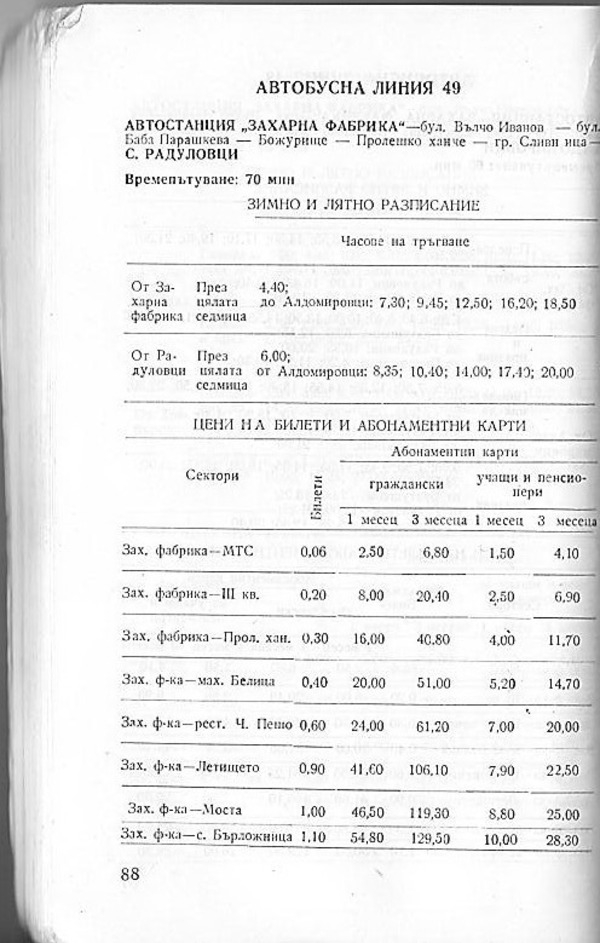 АВТОБУСНА ЛИНИЯ 49
АВТОСТАНЦИЯ „ЗАХАРНА ФАБРИКА“—бул. Вълчо Иванов — бул.
Баба Парашкева — Божурище — Пролешко ханче — гр. Сливница—
С. РАДУЛОВЦИ
Времепътуване: 70 мин
ЗИМНО И ЛЯТНО РАЗПИСАНИЕ
Часове на тръгване
От За- През 4,40;
харна цялата до Алдомировци: 7,30; 9,45; 12,50; 16,20; 18,50
фабрика седмица
От Ра- През 6,00;
дуловци цялата от Алдомировци: 8,35; 10,40; 14,00; 17,40; 20,00
седмица
ЦЕНИ НА БИЛЕТИ И АБОНАМЕНТНИ КАРТИ
Сектори Билети Абонаментни карти
граждански учащи и пенсио-
нери
1 месец 3 месеца 1 месец 3 месеца
Зах. фабрика—МТС 0,06 2,50 6,80 1,50 4,10
Зах. фабрика—III кв. 0,20 8,00 20,40 2,50 6,90
Зах. фабрика—Прол. хан. 0,30 16,00 40,80 4,00 11,70
Зах. ф-ка—мах. Белица 0,40 20,00 51,00 5,20 14,70
Зах. ф-ка—рест. Ч. Пешо 0,60 24,00 61,20 7,00 20,00
Зах. ф-ка—Летището 0,90 41,60 106,10 7,90 22,50
Зах. ф-ка—Моста 1,00 46,50 119,30 8,80 25,00
Зах. ф-ка—с. Бърложница 1,10 54,80 129,50 10,00 28,30
88